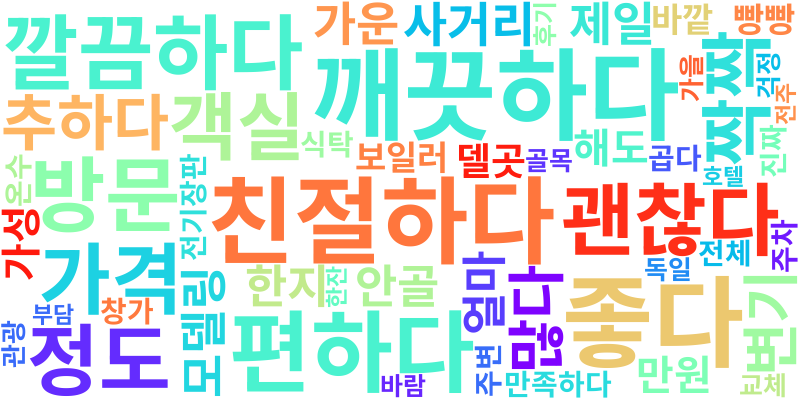 깔끔하다
가운
사거리
후기
제일
바깥
빵빵
깨끗하다
짝짝
가을
걱정
전주
추하다
객실
식탁
보일러
델곳
골목
해도
곱다
호텔
진짜
온수
방문
전기장판
친절하다
괜찮다
가성
가격
모델링
한지
한잔
안골
얼마
많다
독일
전체
주차
관광
부담
창가
정도
편하다
바람
주변
만족하다
좋다
만원
변기
교체